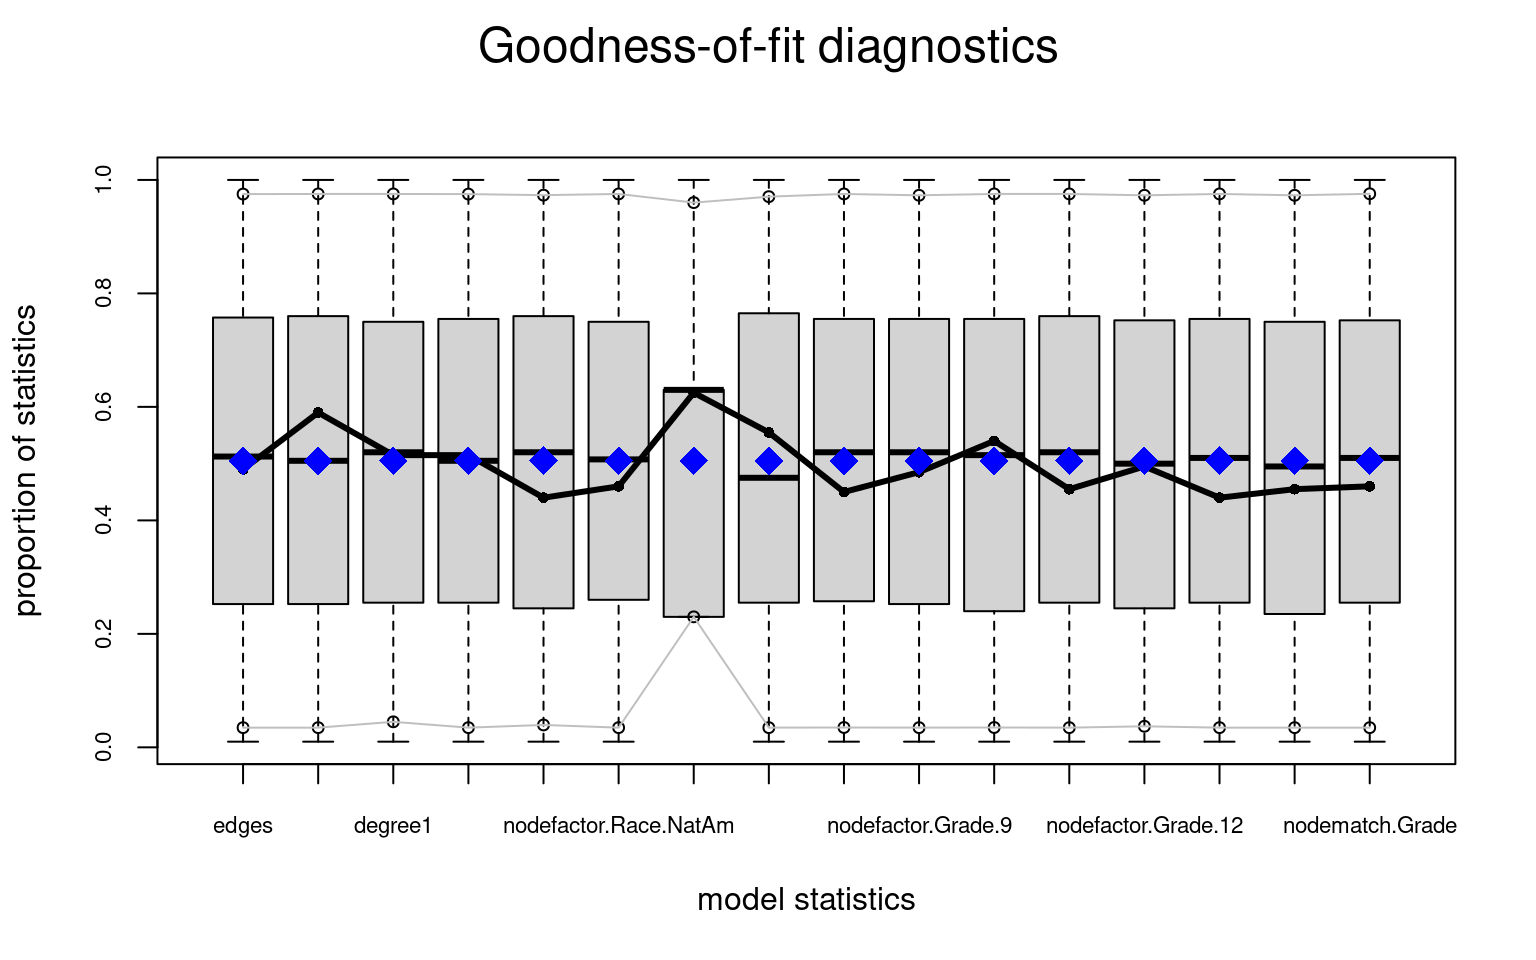 Goodness-of-fit diagnostics
proportion of statistics
1.0
0.8
0.6
0.4
0.2
0.0
edges degree1 nodefactor.Race.NatAm nodefactor.Grade.9 nodefactor.Grade.12 nodematch.Grade
model statistics